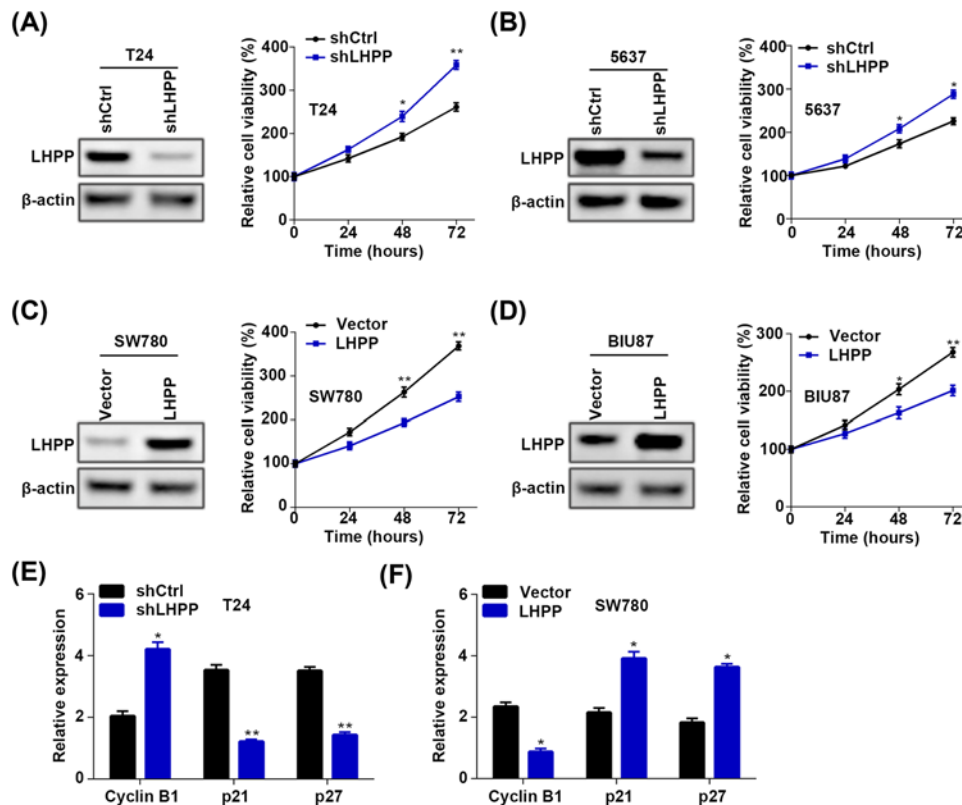 (A)
T24
shCtrl
shLHPP
LHPP
β-actin
Relative cell viability (%)
400
300
200
100
0
shCtrl
shLHPP
T24
*
**
0 24 48 72
Time (hours)
(B)
5637
shCtrl
shLHPP
LHPP
β-actin
Relative cell viability (%)
400
300
200
100
0
shCtrl
shLHPP
5637
*
*
0 24 48 72
Time (hours)
(C)
SW780
Vector
LHPP
LHPP
β-actin
Relative cell viability (%)
400
300
200
100
0
Vector
LHPP
SW780
**
**
0 24 48 72
Time (hours)
(D)
BIU87
Vector
LHPP
LHPP
β-actin
Relative cell viability (%)
300
200
100
0
Vector
LHPP
BIU87
*
**
0 24 48 72
Time (hours)
(E)
shCtrl
shLHPP
T24
Relative expression
6
4
2
0
*
**
**
Cyclin B1 p21 p27
(F)
Vector
LHPP
SW780
Relative expression
6
4
2
0
*
*
*
Cyclin B1 p21 p27